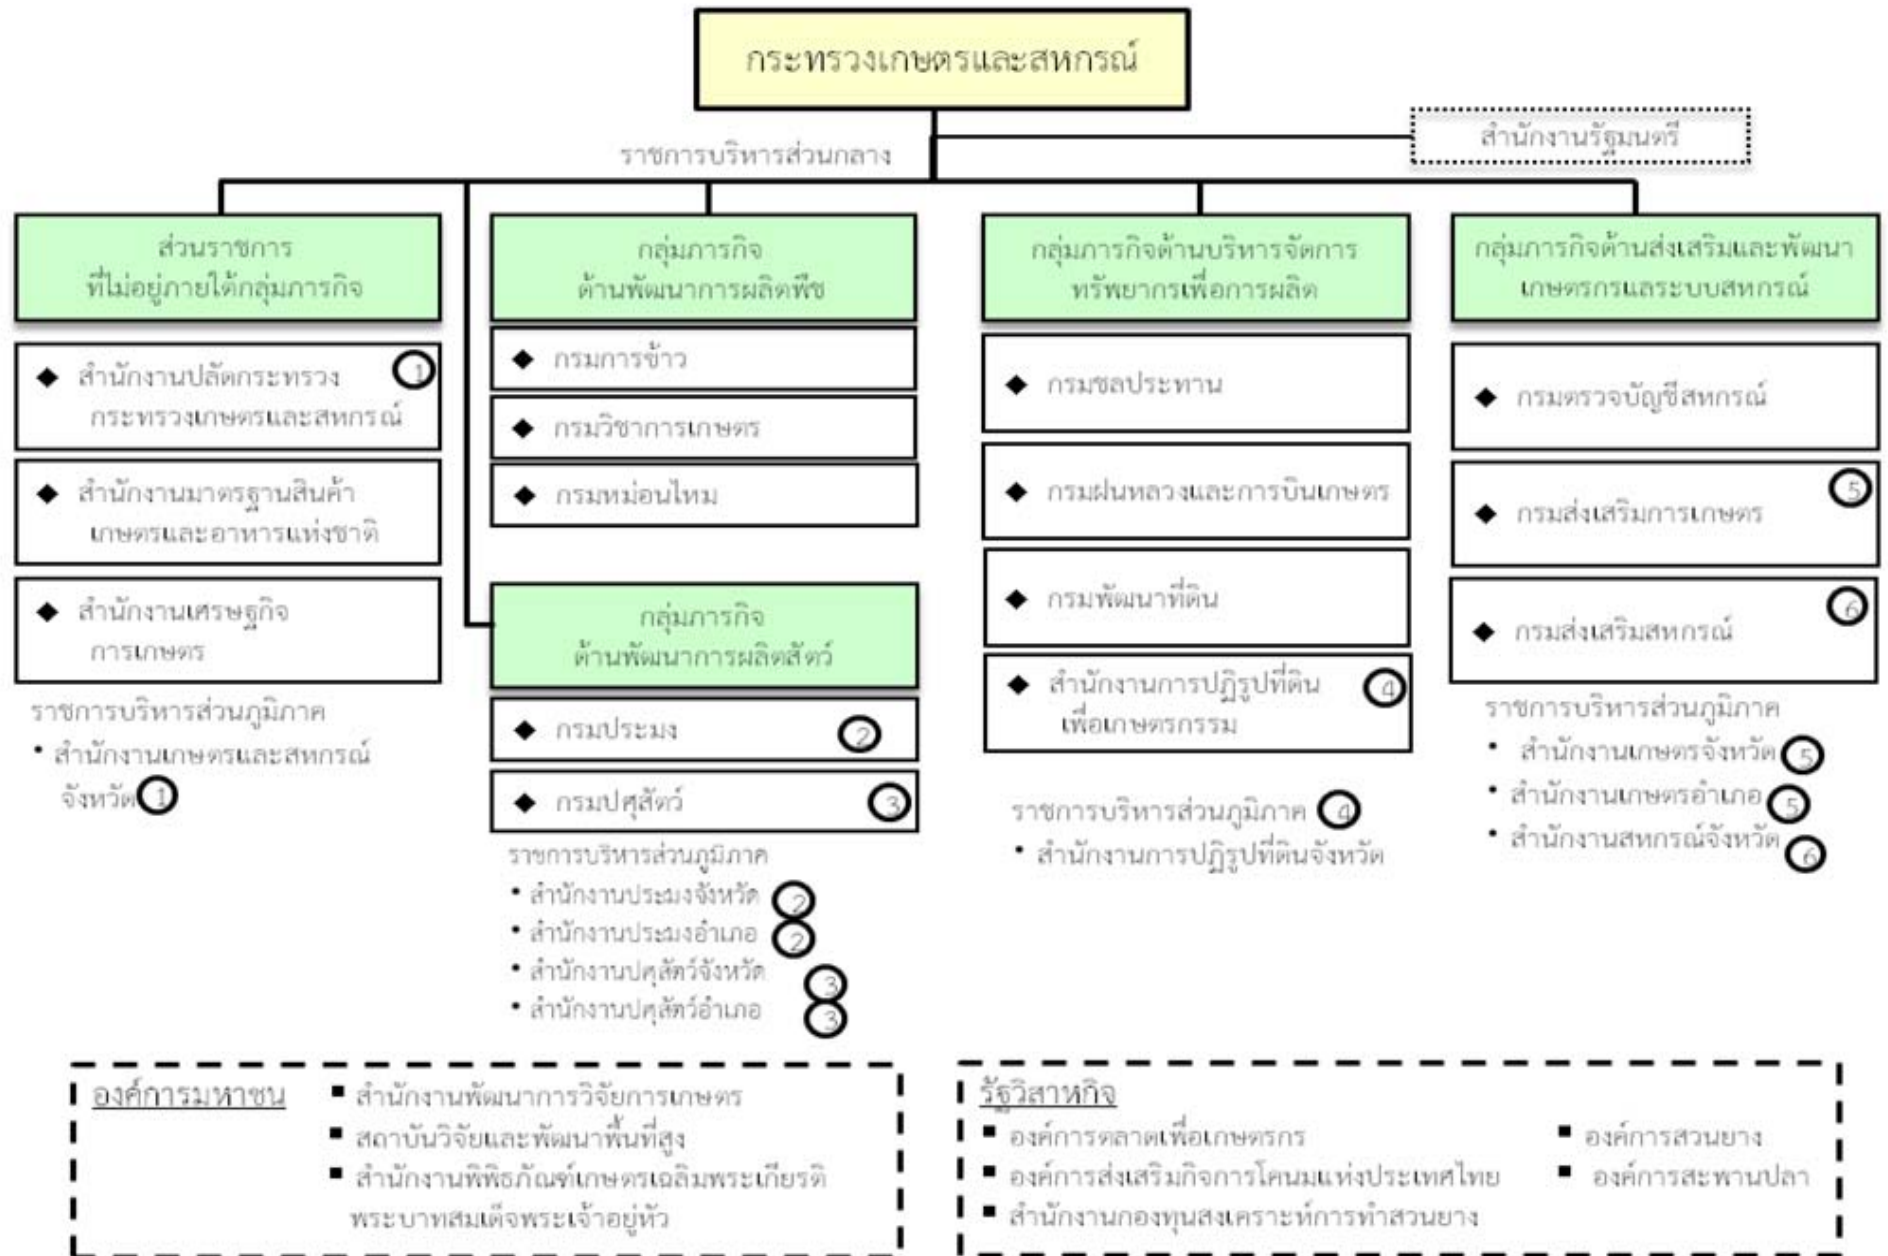 กระทรวงเกษตรและสหกรณ์
สำนักงานรัฐมนตรี
ราชการบริหารส่วนกลาง
ส่วนราชการ
ที่ไม่อยู่ภายใต้กลุ่มภารกิจ
◆ สำนักงานปลัดกระทรวง 1
กระทรวงเกษตรและสหกรณ์
◆ สำนักงานมาตรฐานสินค้า
เกษตรและอาหารแห่งชาติ
◆ สำนักงานเศรษฐกิจ
การเกษตร
ราชการบริหารส่วนภูมิภาค
• สำนักงานเกษตรและสหกรณ์
จังหวัด 1
กลุ่มภารกิจ
ด้านพัฒนาการผลิตพืช
◆ กรมการข้าว
◆ กรมวิชาการเกษตร
◆ กรมหม่อนไหม
กลุ่มภารกิจ
ด้านพัฒนาการผลิตสัตว์
◆ กรมประมง 2
◆ กรมปศุสัตว์ 3
ราชการบริหารส่วนภูมิภาค
• สำนักงานประมงจังหวัด 2
• สำนักงานประมงอำเภอ 2
• สำนักงานปศุสัตว์จังหวัด 3
• สำนักงานปศุสัตว์อำเภอ 3
กลุ่มภารกิจด้านบริหารจัดการ
ทรัพยากรเพื่อการผลิต
◆ กรมชลประทาน
◆ กรมฝนหลวงและการบินเกษตร
◆ กรมพัฒนาที่ดิน
◆ สำนักงานการปฏิรูปที่ดิน 4
เพื่อเกษตรกรรม
ราชการบริหารส่วนภูมิภาค 4
• สำนักงานการปฏิรูปที่ดินจังหวัด
กลุ่มภารกิจด้านส่งเสริมและพัฒนา
เกษตรกรแลระบบสหกรณ์
◆ กรมตรวจบัญชีสหกรณ์
◆ กรมส่งเสริมการเกษตร 5
◆ กรมส่งเสริมสหกรณ์ 6
ราชการบริหารส่วนภูมิภาค
• สำนักงานเกษตรจังหวัด 5
• สำนักงานเกษตรอำเภอ 5
• สำนักงานสหกรณ์จังหวัด 6
องค์การมหาชน
■ สำนักงานพัฒนาการวิจัยการเกษตร
■ สถาบันวิจัยและพัฒนาพื้นที่สูง
■ สำนักงานพิพิธภัณฑ์เกษตรเฉลิมพระเกียรติ
พระบาทสมเด็จพระเจ้าอยู่หัว
รัฐวิสาหกิจ
■ องค์การตลาดเพื่อเกษตรกร
■ องค์การส่งเสริมกิจการโคนมแห่งประเทศไทย
■ สำนักงานกองทุนสงเคราะห์การทำสวนยาง
■ องค์การสวนยาง
■ องค์การสะพานปลา